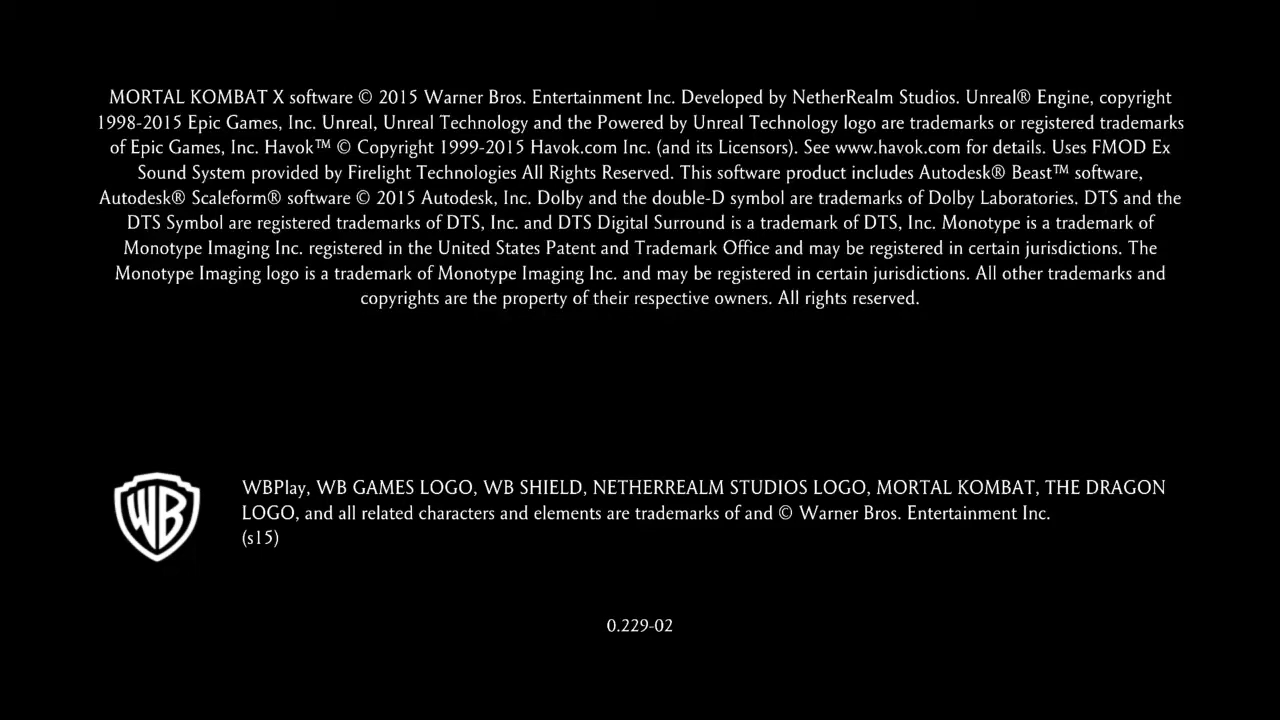 MORTAL KOMBAT X software © 2015 Warner Bros. Entertainment Inc. Developed by NetherRealm Studios. Unreal® Engine, copyright
1998-2015 Epic Games, Inc. Unreal, Unreal Technology and the Powered by Unreal Technology logo are trademarks or registered trademarks
of Epic Games, Inc. Havok™ © Copyright 1999-2015 Havok.com Inc. (and its Licensors). See www.havok.com for details. Uses FMOD Ex
Sound System provided by Firelight Technologies All Rights Reserved. This software product includes Autodesk® Beast™ software,
Autodesk® Scaleform® software © 2015 Autodesk, Inc. Dolby and the double-D symbol are trademarks of Dolby Laboratories. DTS and the
DTS Symbol are registered trademarks of DTS, Inc. and DTS Digital Surround is a trademark of DTS, Inc. Monotype is a trademark of
Monotype Imaging Inc. registered in the United States Patent and Trademark Office and may be registered in certain jurisdictions. The
Monotype Imaging logo is a trademark of Monotype Imaging Inc. and may be registered in certain jurisdictions. All other trademarks and
copyrights are the property of their respective owners. All rights reserved.
WB
WBPlay, WB GAMES LOGO, WB SHIELD, NETHERREALM STUDIOS LOGO, MORTAL KOMBAT, THE DRAGON
LOGO, and all related characters and elements are trademarks of and © Warner Bros. Entertainment Inc.
(s15)
0.229-02